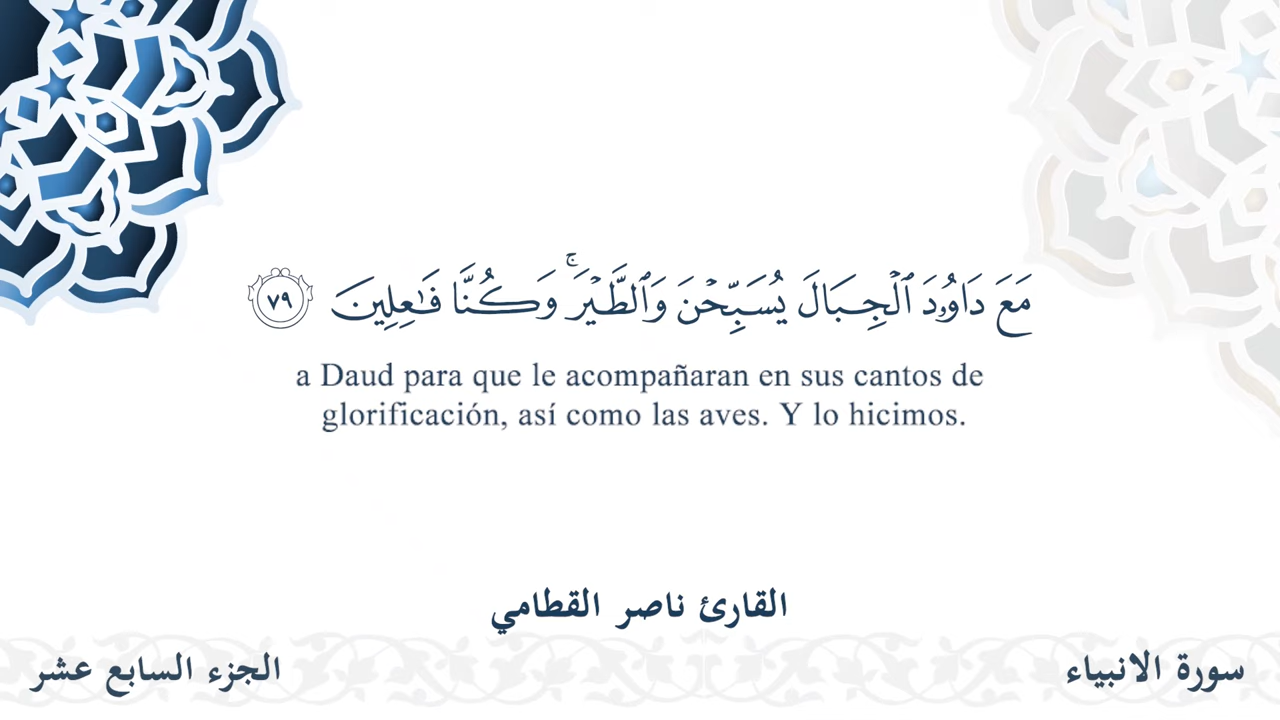 مَعَ دَاوُۥدَ ٱلْجِبَالَ يُسَبِّحْنَ وَٱلطَّيْرَ ۚ وَكُنَّا فَـٰعِلِينَ ٧٩
a Daud para que le acompañaran en sus cantos de
glorificación, así como las aves. Y lo hicimos.
القارئ ناصر القطامي
سورة الانبياء
الجزء السابع عشر